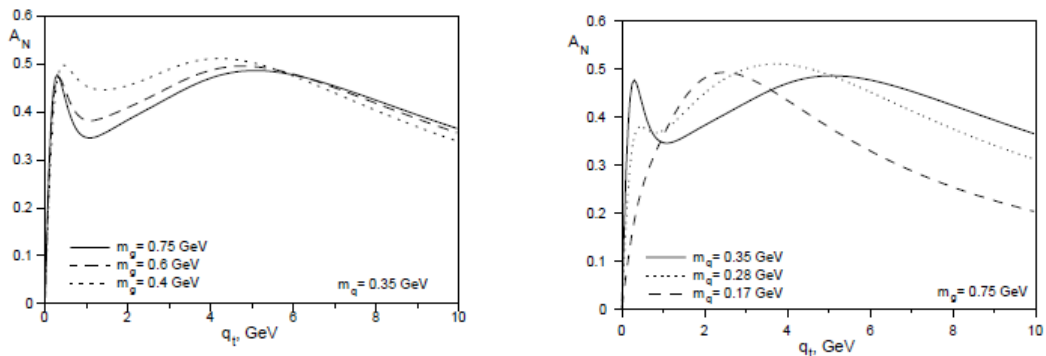 0.6
A_N
0.5
0.4
0.3
0.2
0.1
0
m_g= 0.75 GeV
m_g= 0.6 GeV
m_g= 0.4 GeV
m_q= 0.35 GeV
0 2 4 6 8 10
q_t, GeV
0.6
A_N
0.5
0.4
0.3
0.2
0.1
0
m_q= 0.35 GeV
m_q= 0.28 GeV
m_q= 0.17 GeV
m_g= 0.75 GeV
0 2 4 6 8 10
q_t, GeV